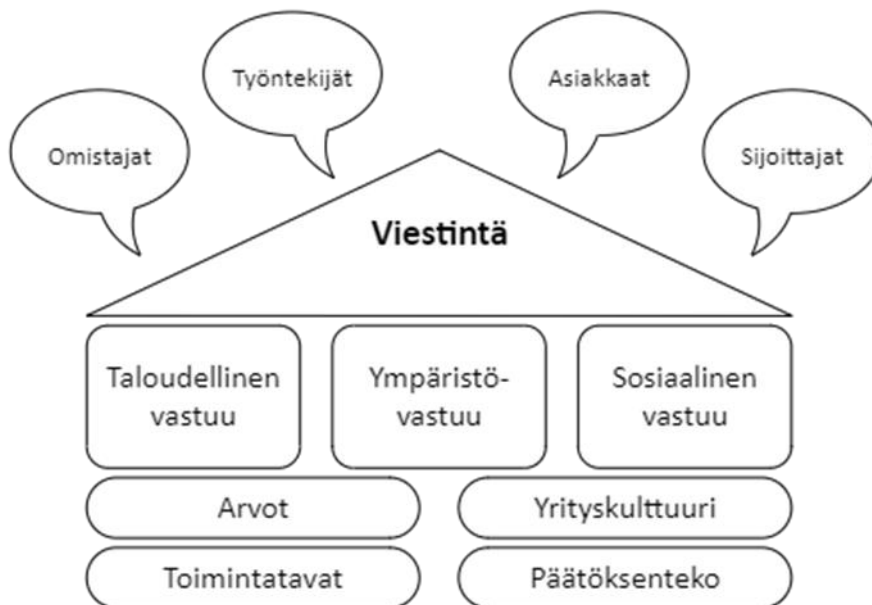 Työntekijät
Asiakkaat
Omistajat
Sijoittajat
Viestintä
Taloudellinen
vastuu
Ympäristö-
vastuu
Sosiaalinen
vastuu
Arvot
Yrityskulttuuri
Toimintatavat
Päätöksenteko